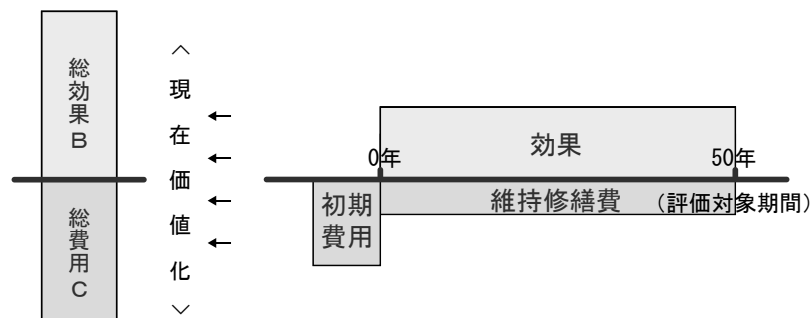 総効果B
総費用C
〈現在価値化〉
←
←
←
←
0年
50年
効果
初期
費用
維持修繕費
(評価対象期間)